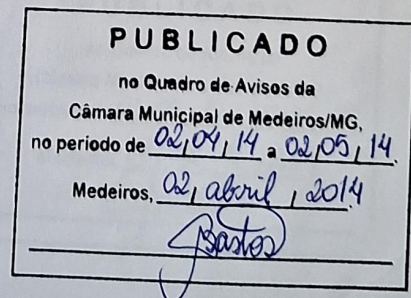 PUBLICADO
no Quadro de Avisos da
Câmara Municipal de Medeiros/MG,
no período de 02,04,14 a 02,05,14.
Medeiros, 02, abril, 2014
Bastos